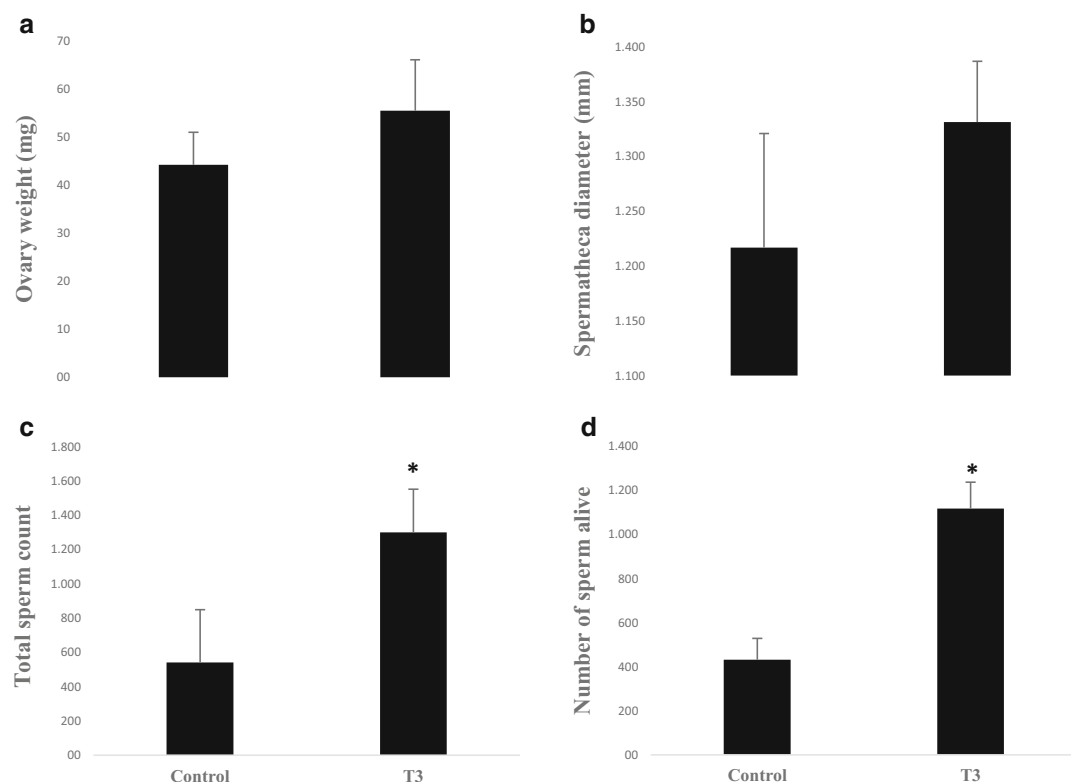 a
Ovary weight (mg)
70
60
50
40
30
20
10
00
b
Spermatheca diameter (mm)
1.400
1.350
1.300
1.250
1.200
1.150
1.100
c
Total sperm count
1.800
1.600
1.400
1.200
1.000
800
600
400
200
00
*
Control
T3
d
Number of sperm alive
1.400
1.200
1.000
800
600
400
200
00
*
Control
T3